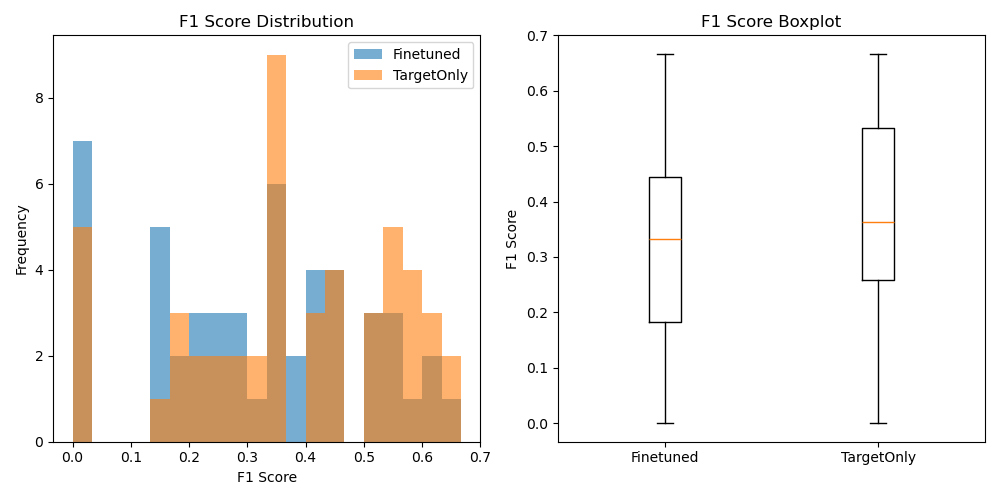 F1 Score Distribution
Finetuned
TargetOnly
Frequency
8
6
4
2
0
0.0 0.1 0.2 0.3 0.4 0.5 0.6 0.7
F1 Score
F1 Score Boxplot
F1 Score
0.7
0.6
0.5
0.4
0.3
0.2
0.1
0.0
Finetuned TargetOnly